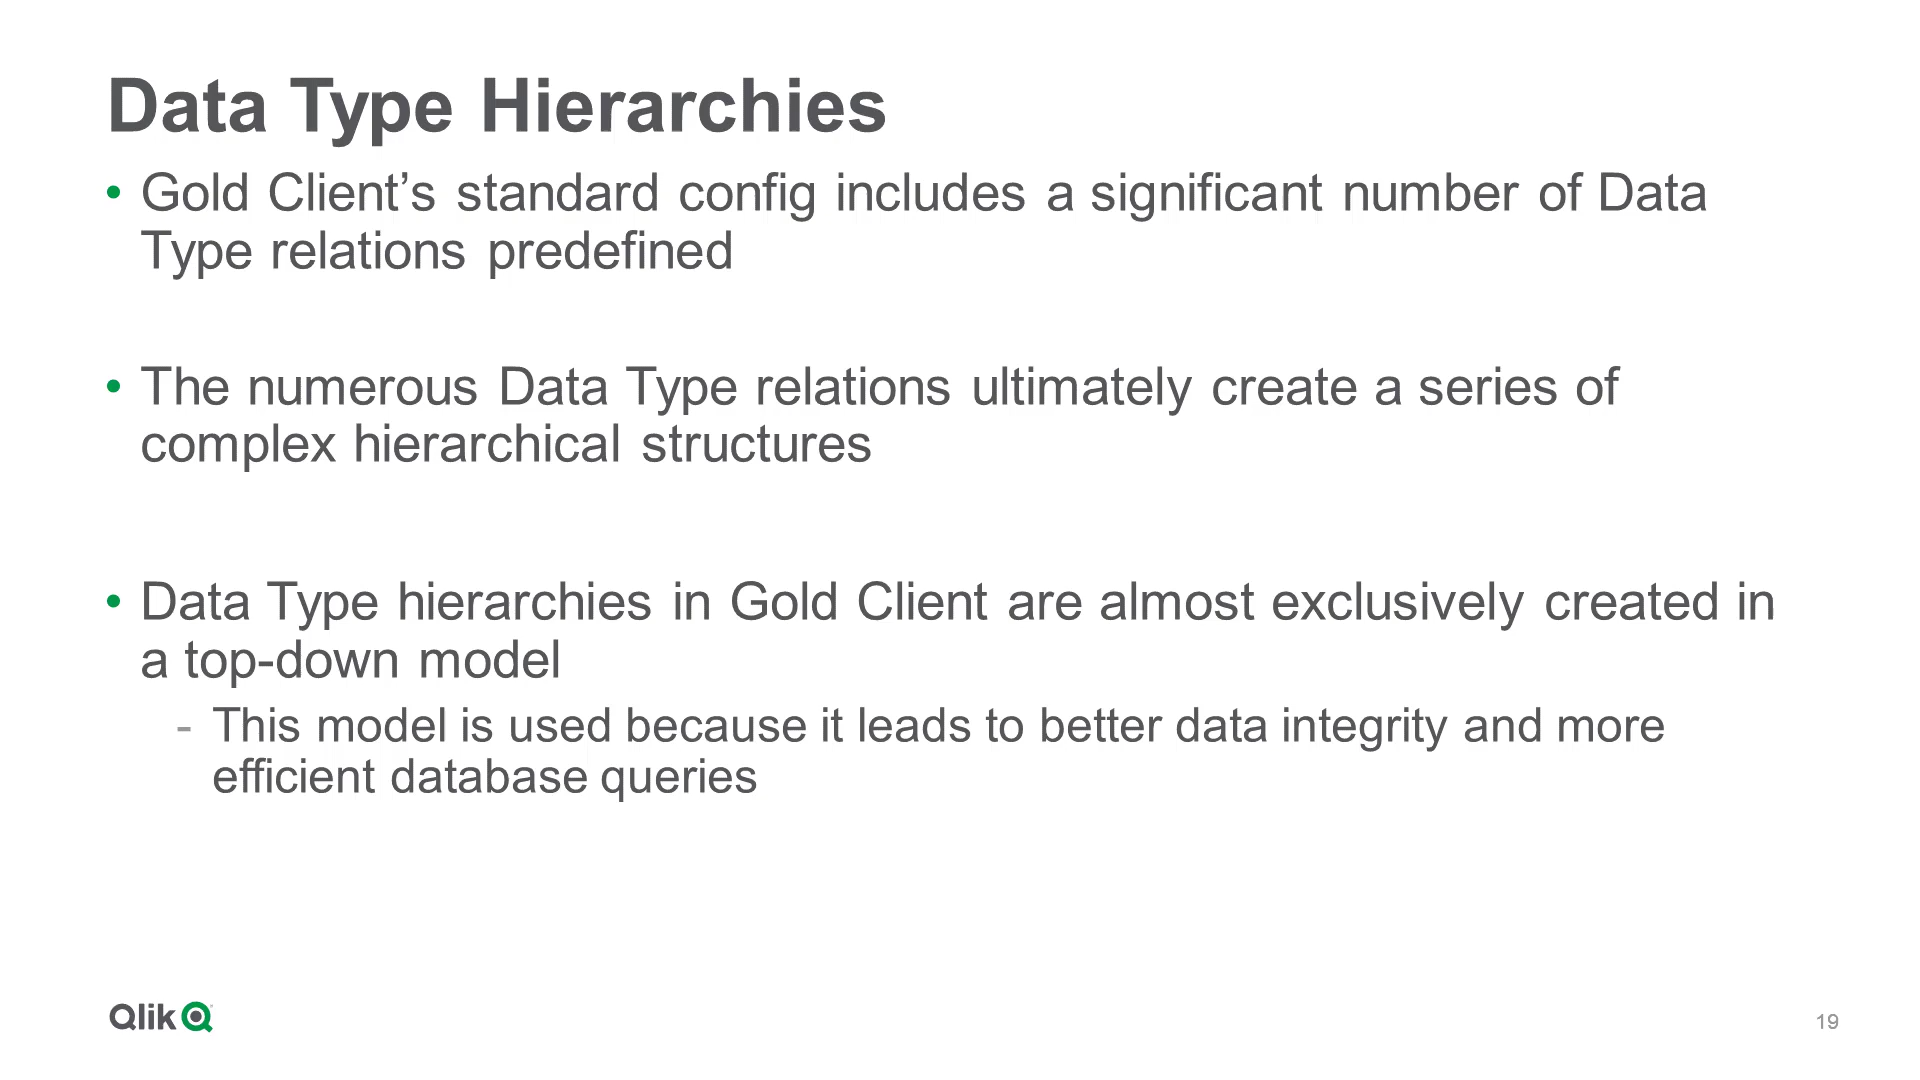 Data Type Hierarchies
• Gold Client’s standard config includes a significant number of Data
Type relations predefined
• The numerous Data Type relations ultimately create a series of
complex hierarchical structures
• Data Type hierarchies in Gold Client are almost exclusively created in
a top-down model
- This model is used because it leads to better data integrity and more
efficient database queries
Qlik
19